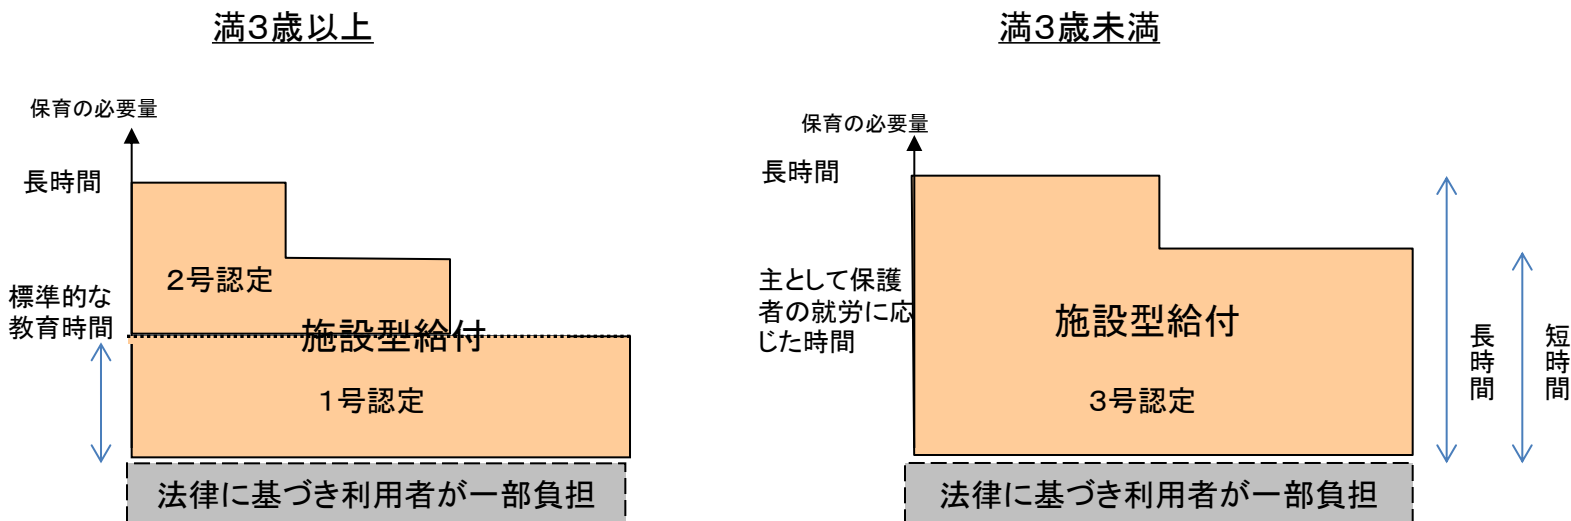 満3歳以上
保育の必要量
長時間
2号認定
標準的な
教育時間
施設型給付
1号認定
法律に基づき利用者が一部負担
満3歳未満
保育の必要量
長時間
主として保護
者の就労に応
じた時間
施設型給付
3号認定
長時間
短時間
法律に基づき利用者が一部負担